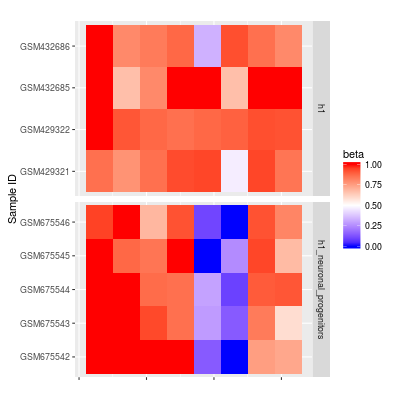 GSM432686
GSM432685
GSM429322
GSM429321
h1
GSM675546
GSM675545
GSM675544
GSM675543
GSM675542
h1_neuronal_progenitors
Sample ID
beta
1.00
0.75
0.50
0.25
0.00